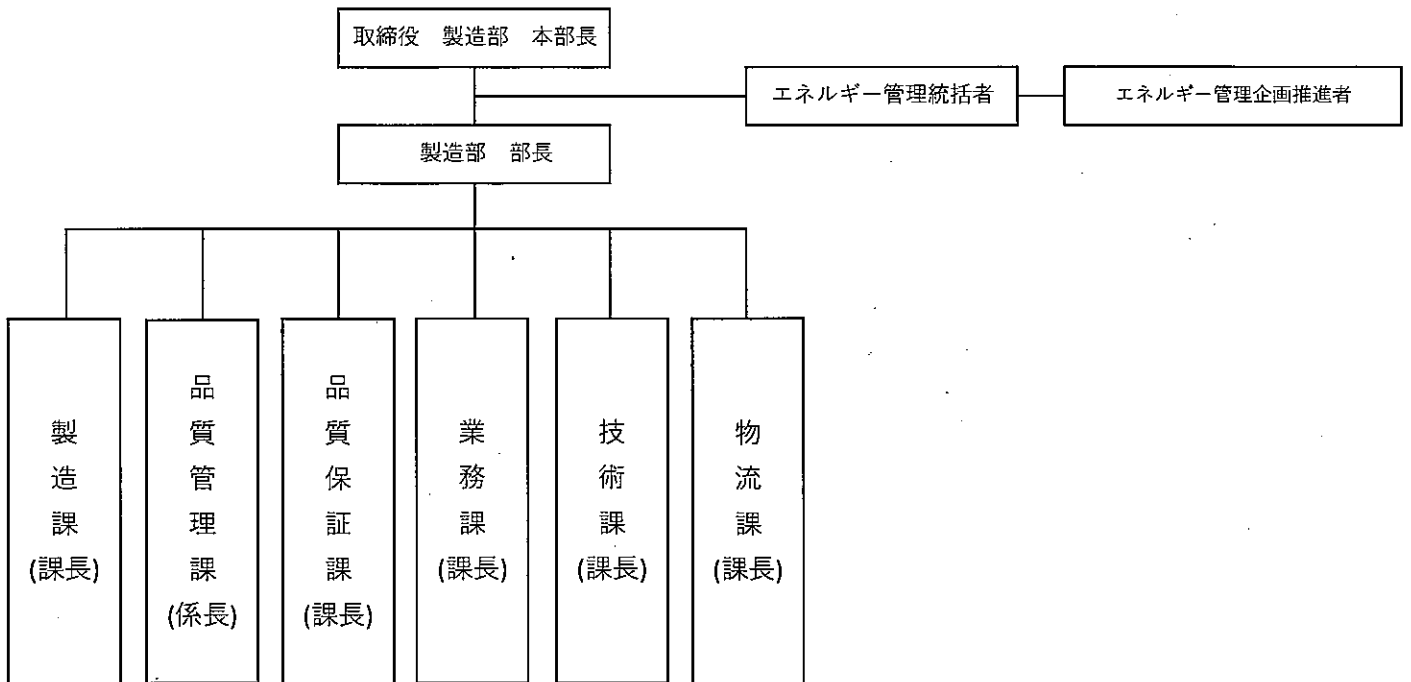 取締役　製造部　本部長
エネルギー管理統括者
エネルギー管理企画推進者
製造部　部長
製造課(課長)
品質管理課(係長)
品質保証課(課長)
業務課(課長)
技術課(課長)
物流課(課長)